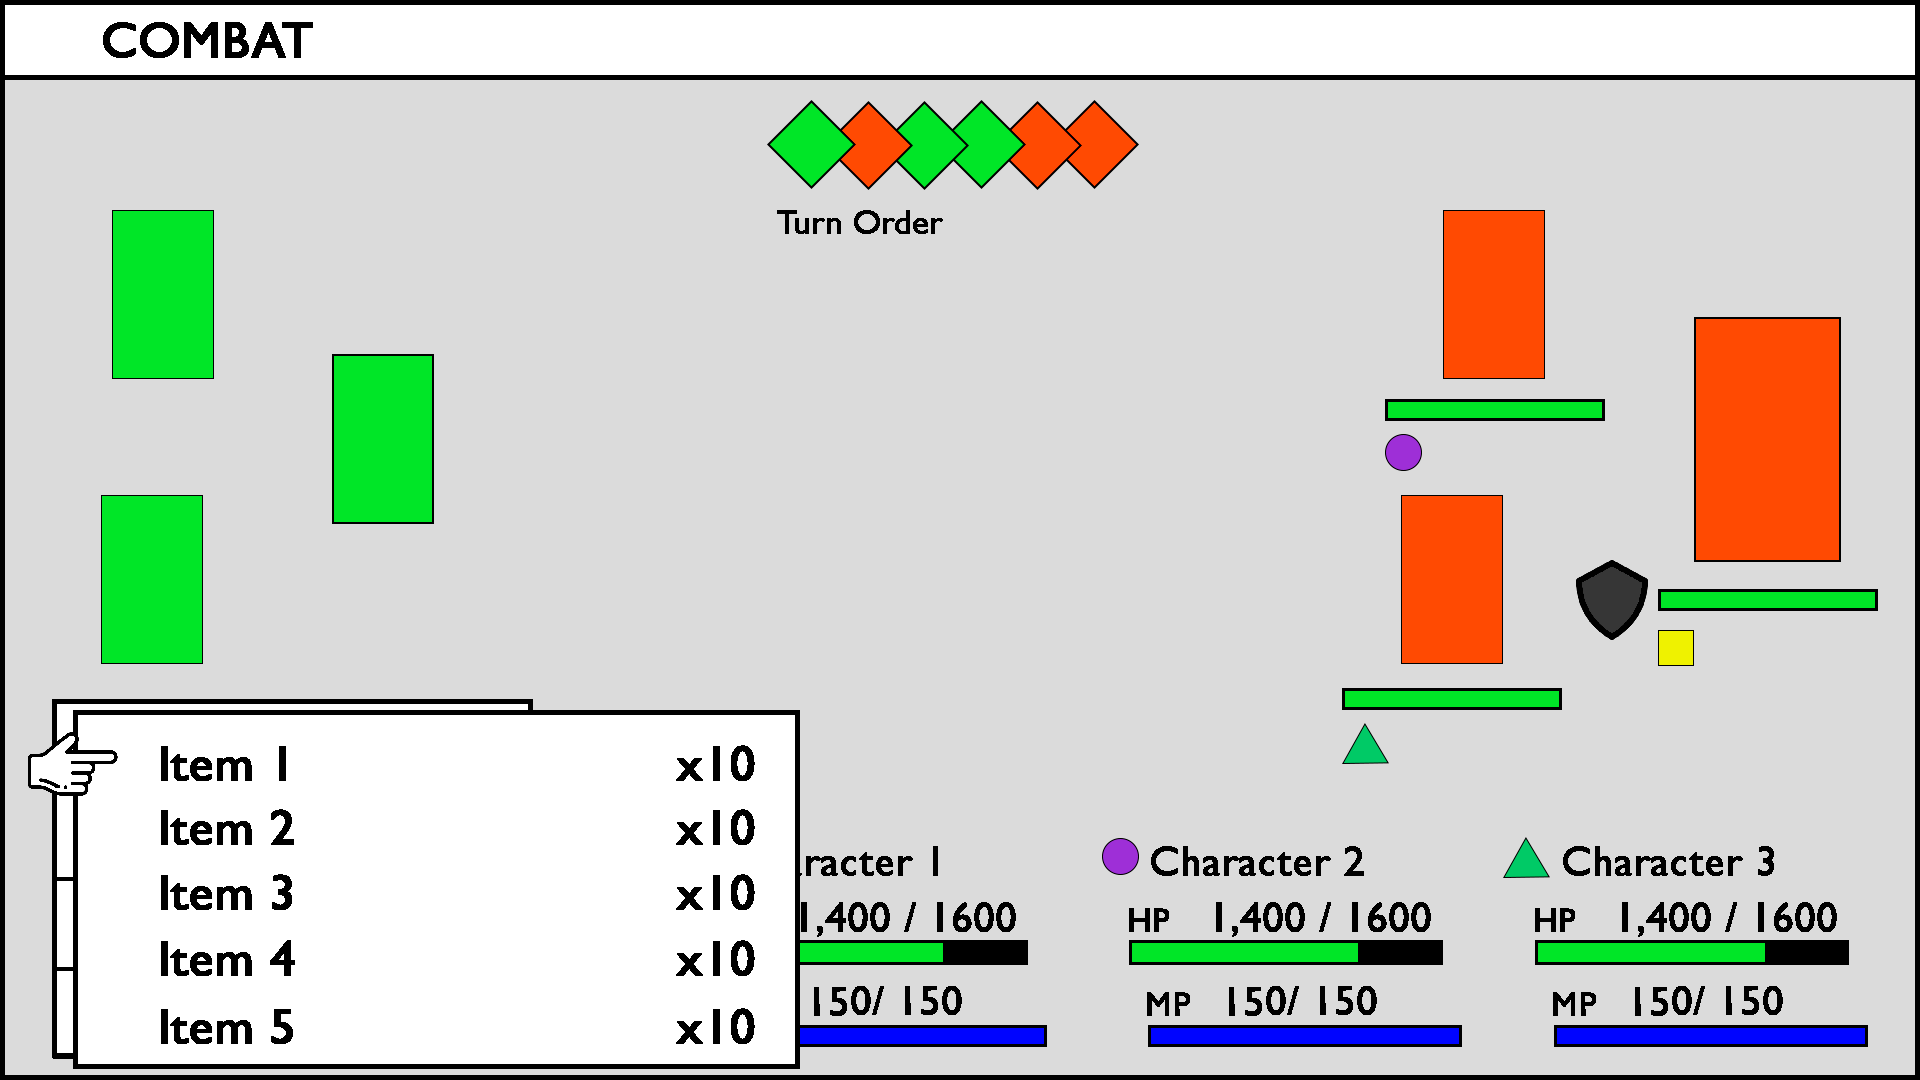 COMBAT
Turn Order
Item 1 x10
Item 2 x10
Item 3 x10
Item 4 x10
Item 5 x10
racter 1
1,400 / 1600
150/ 150
Character 2
HP 1,400 / 1600
MP 150/ 150
Character 3
HP 1,400 / 1600
MP 150/ 150